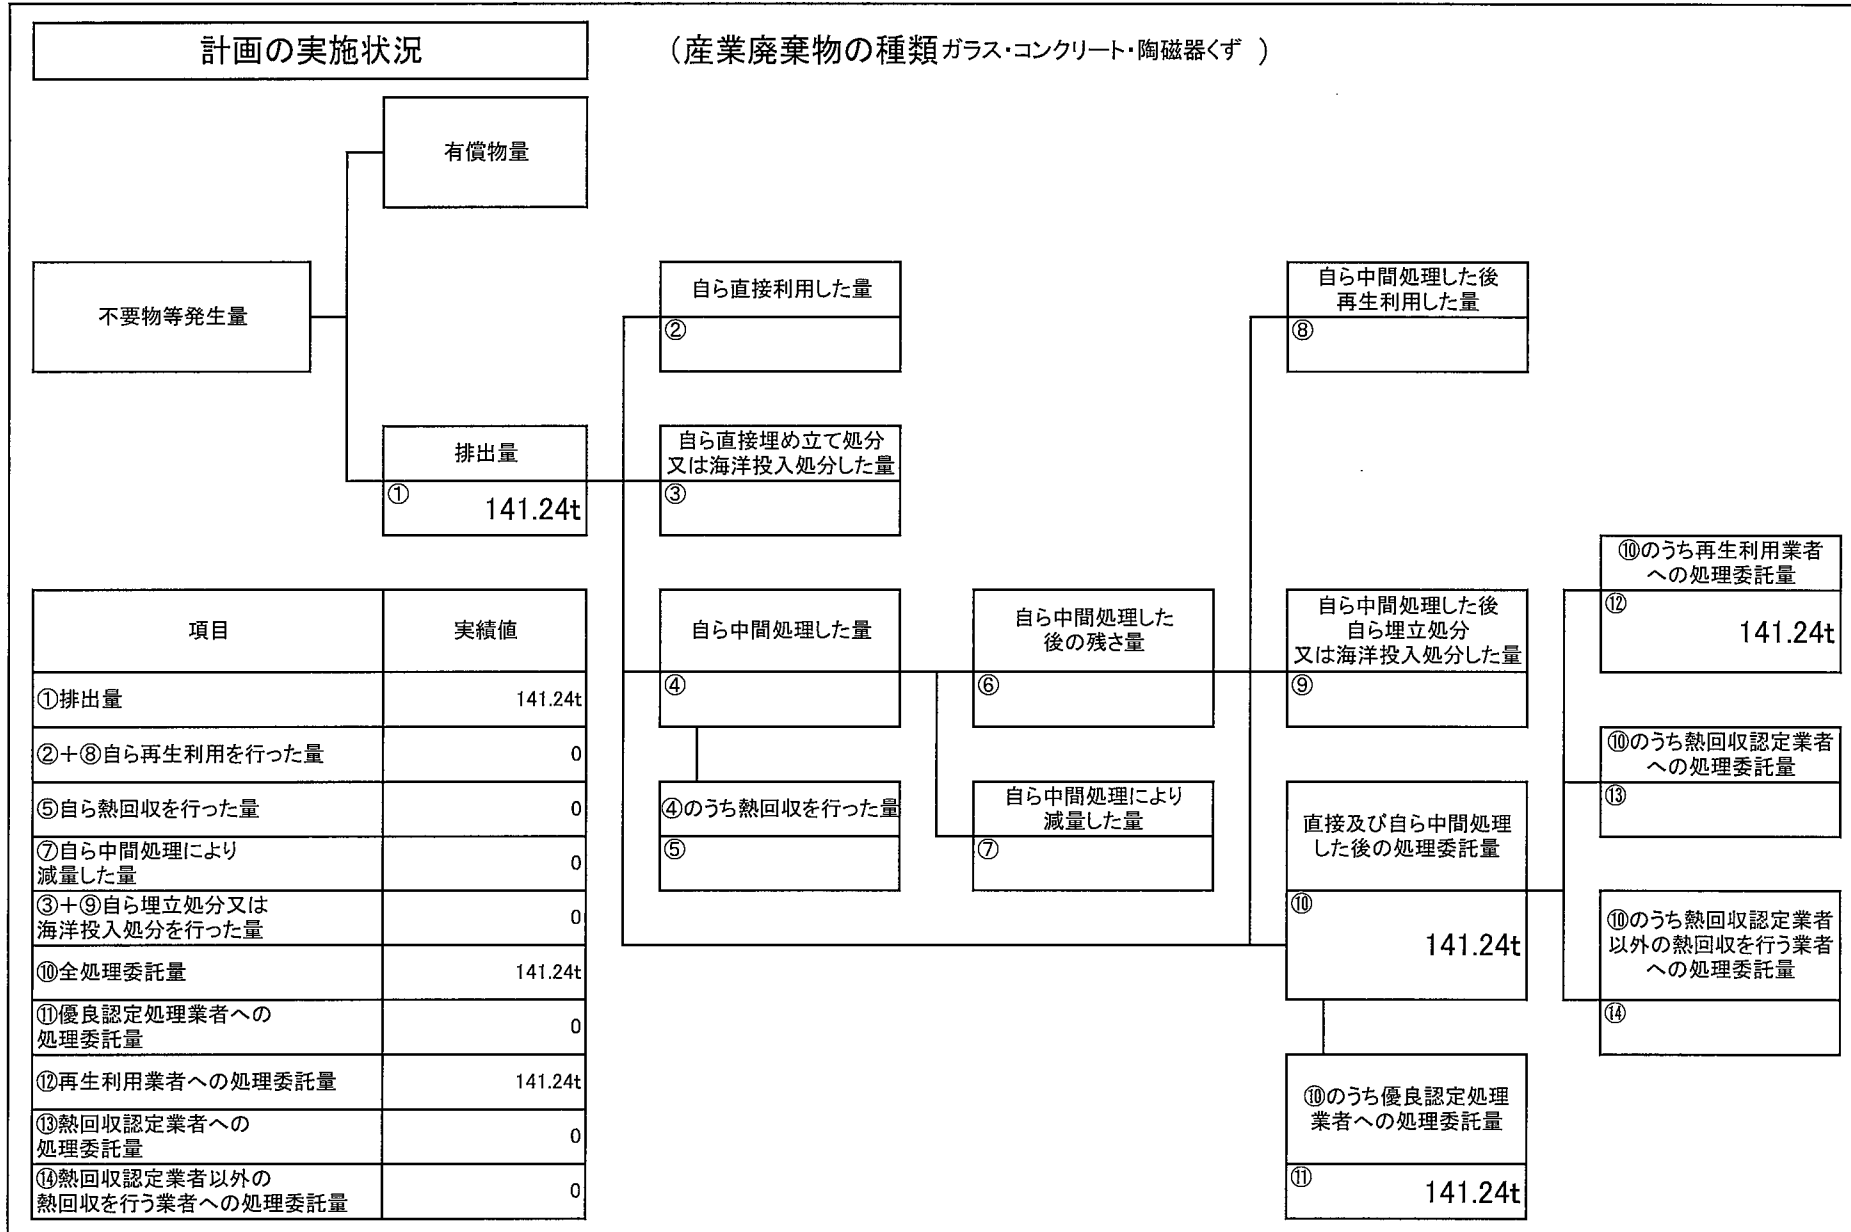 計画の実施状況
（産業廃棄物の種類 ガラス・コンクリート・陶磁器くず ）
有償物量
不要物等発生量
自ら直接利用した量
②
自ら中間処理した後
再生利用した量
⑧
排出量
①
141.24t
自ら直接埋め立て処分
又は海洋投入処分した量
③
自ら中間処理した量
④
自ら中間処理した
後の残さ量
⑥
自ら中間処理した後
自ら埋立処分
又は海洋投入処分した量
⑨
⑩のうち再生利用業者
への処理委託量
⑫
141.24t
④のうち熱回収を行った量
⑤
自ら中間処理により
減量した量
⑦
直接及び自ら中間処理
した後の処理委託量
⑩
141.24t
⑩のうち熱回収認定業者
への処理委託量
⑬
⑩のうち熱回収認定業者
以外の熱回収を行う業者
への処理委託量
⑭
⑩のうち優良認定処理
業者への処理委託量
⑪
141.24t
項目 実績値
①排出量 141.24t
②＋⑧自ら再生利用を行った量 0
⑤自ら熱回収を行った量 0
⑦自ら中間処理により
減量した量 0
③＋⑨自ら埋立処分又は
海洋投入処分を行った量 0
⑩全処理委託量 141.24t
⑪優良認定処理業者への
処理委託量 0
⑫再生利用業者への処理委託量 141.24t
⑬熱回収認定業者への
処理委託量 0
⑭熱回収認定業者以外の
熱回収を行う業者への処理委託量 0